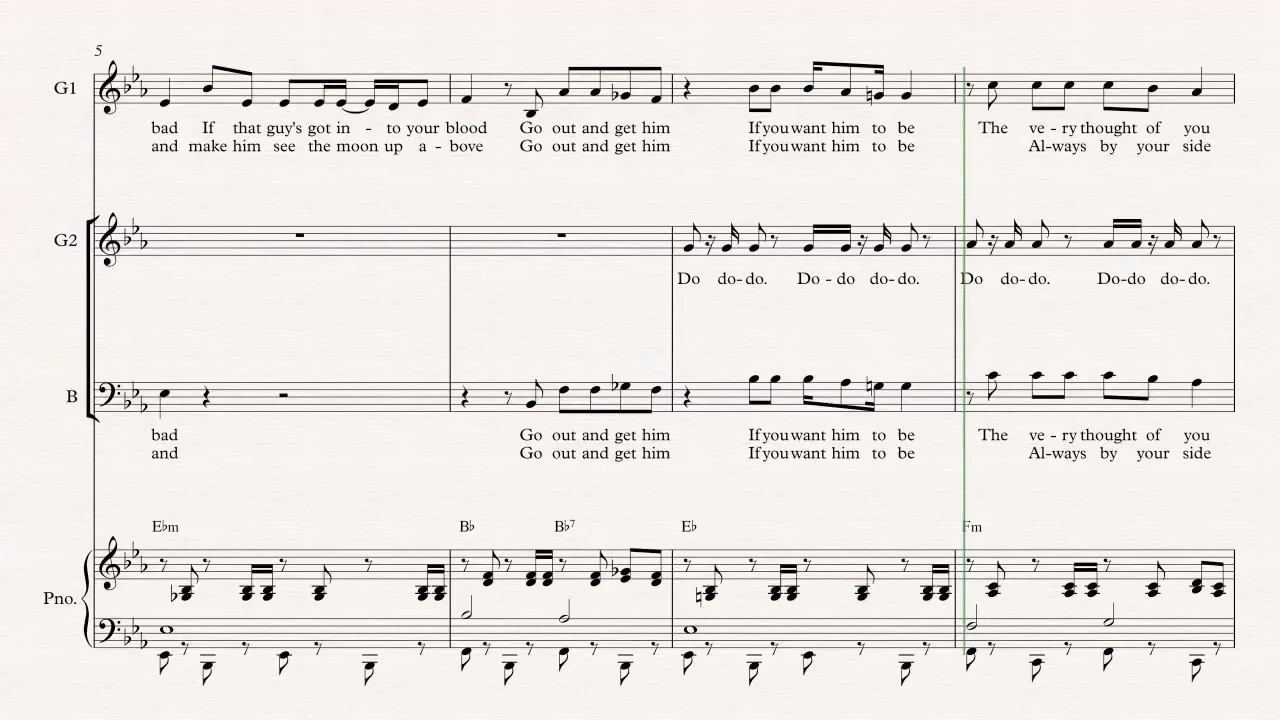 5
G1
bad If that guy's got in - to your blood Go out and get him If you want him to be The ve - ry thought of you
and make him see the moon up a - bove Go out and get him If you want him to be Al-ways by your side
G2
Do do-do. Do - do do-do. Do do-do. Do-do do-do.
B
bad Go out and get him If you want him to be The ve - ry thought of you
and Go out and get him If you want him to be Al-ways by your side
E♭m B♭ B♭7 E♭ Fm
Pno.